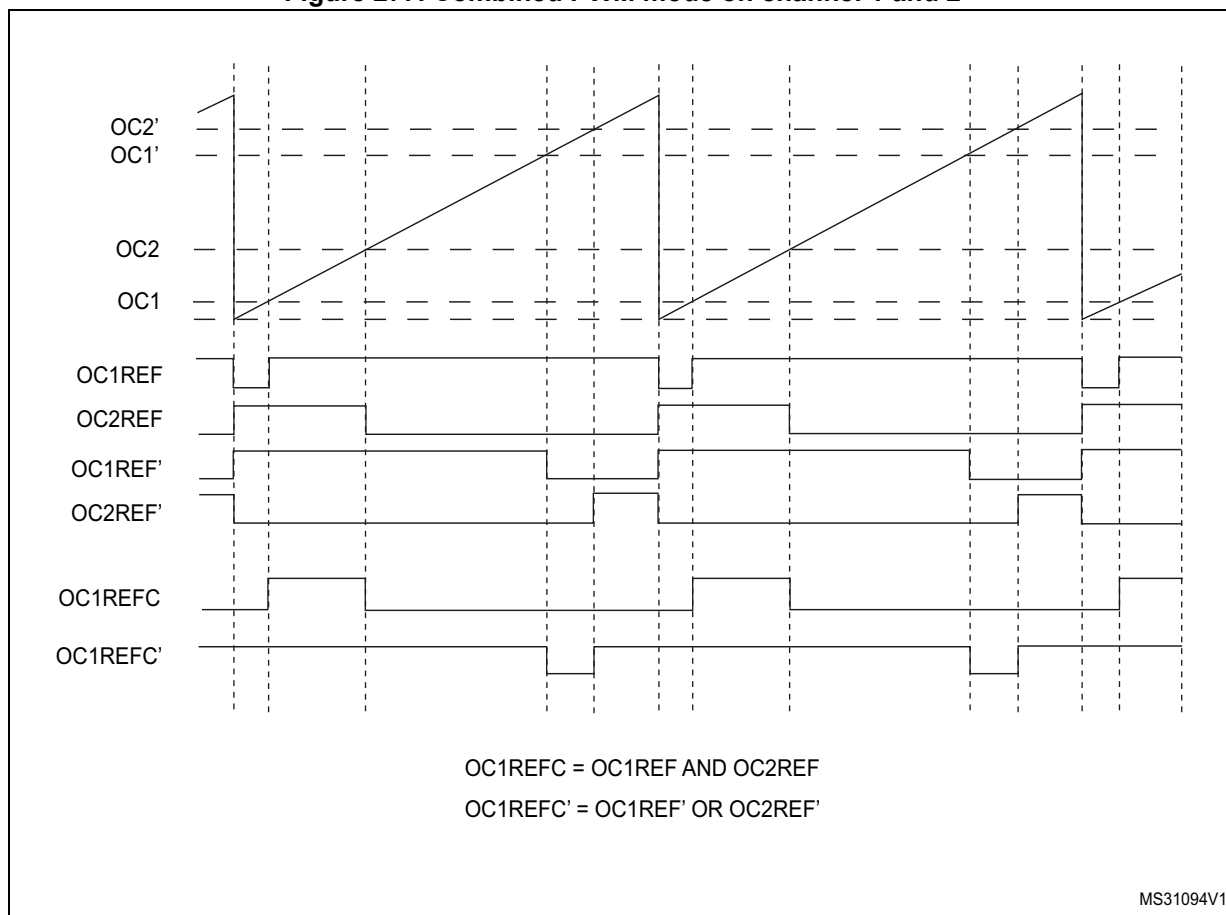 Figure Combined PWM mode on channel 1 and 2
OC2’
OC1’
OC2
OC1
OC1REF
OC2REF
OC1REF’
OC2REF’
OC1REFC
OC1REFC’
OC1REFC = OC1REF AND OC2REF
OC1REFC’ = OC1REF’ OR OC2REF’
MS31094V1